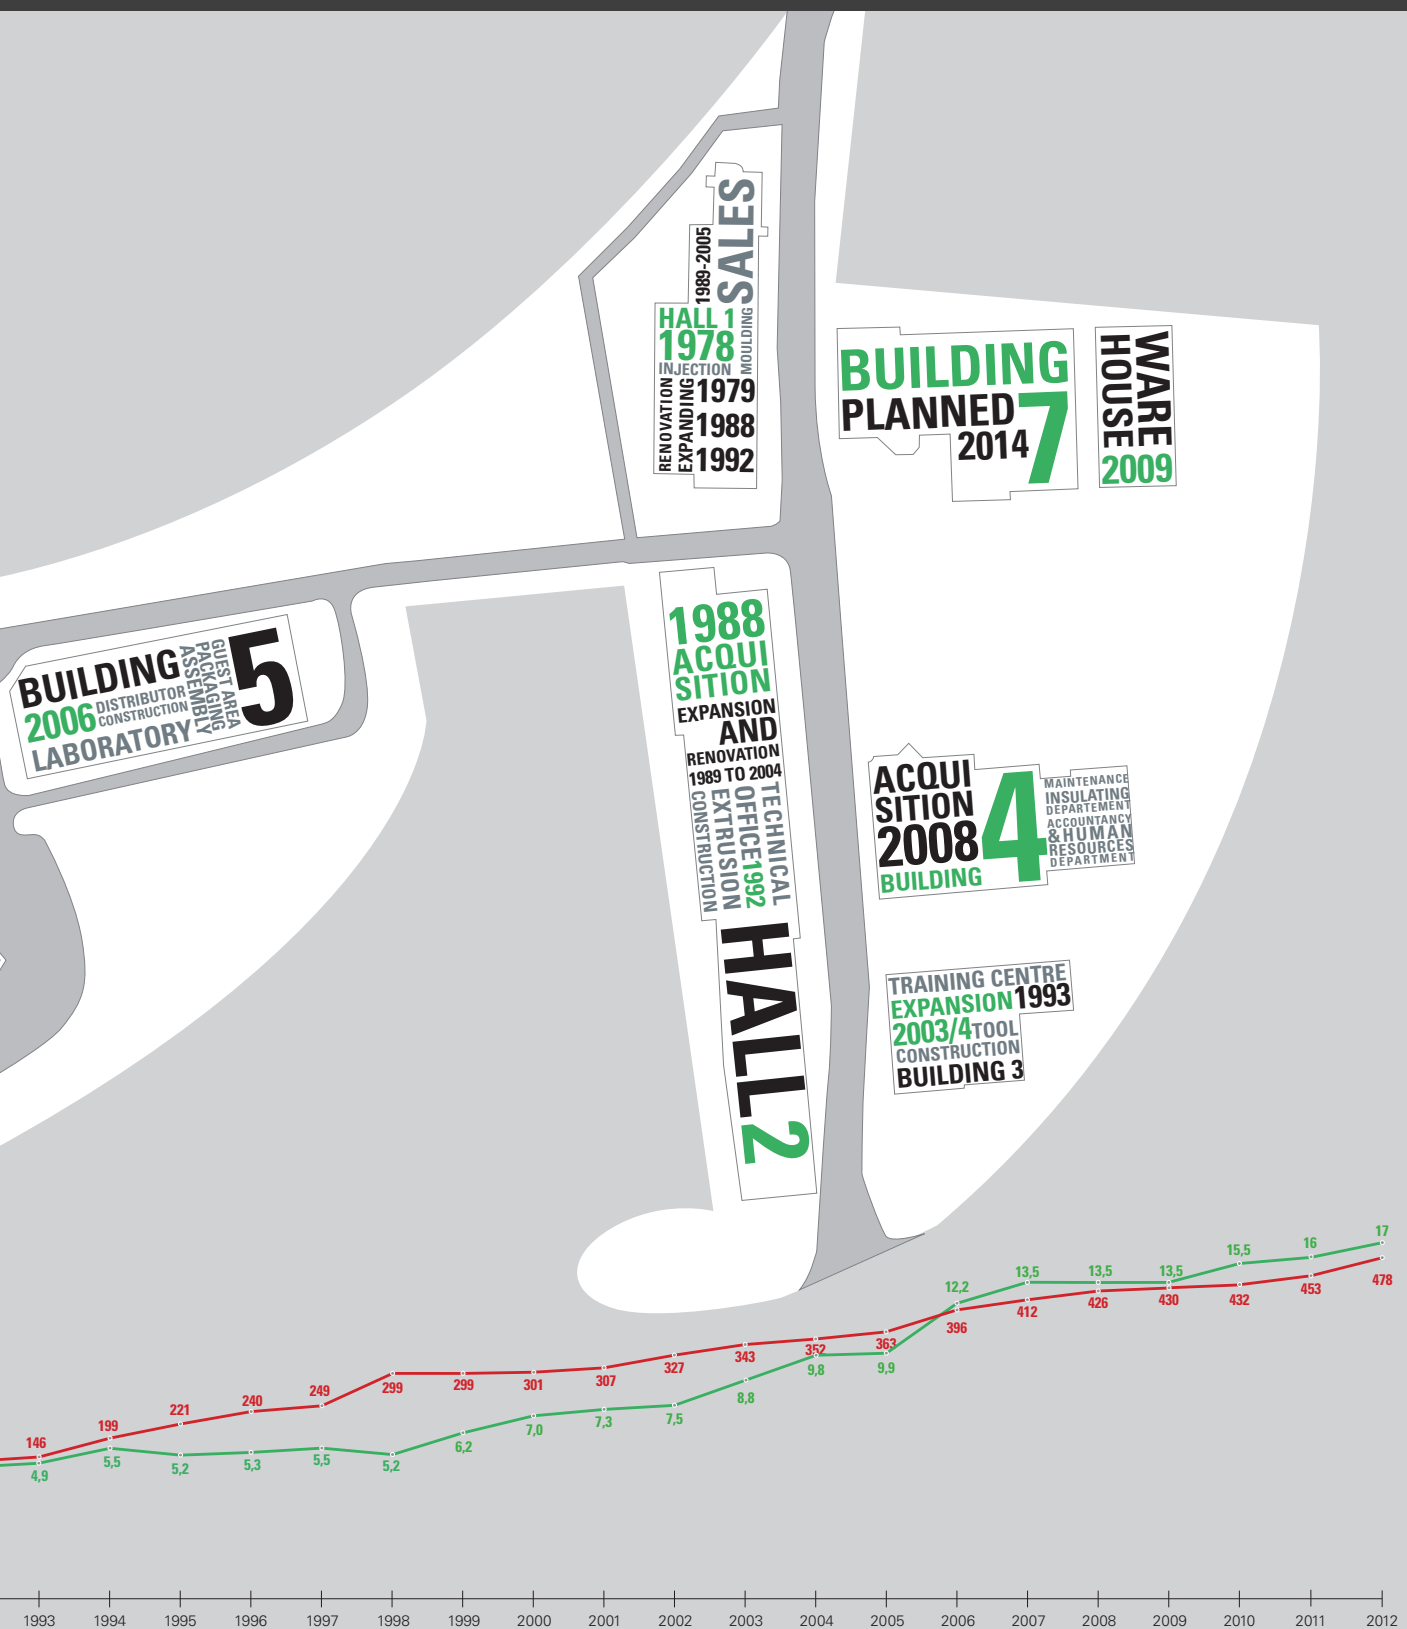 SALES
1989-2005
HALL 1
1978
MOULDING
INJECTION
RENOVATION
EXPANDING
1979
1988
1992
BUILDING
PLANNED
7
2014
WARE
HOUSE
2009
BUILDING
5
2006
DISTRIBUTOR
CONSTRUCTION
LABORATORY
GUEST AREA
PACKAGING
ASSEMBLY
1988
ACQUI
SITION
EXPANSION
AND
RENOVATION
1989 TO 2004
TECHNICAL
OFFICE 1992
EXTRUSION
CONSTRUCTION
HALL 2
ACQUI
SITION
2008
BUILDING
4
MAINTENANCE
INSULATING
DEPARTEMENT
ACCOUNTANCY
& HUMAN
RESOURCES
DEPARTMENT
TRAINING CENTRE
EXPANSION 1993
2003/4 TOOL
CONSTRUCTION
BUILDING 3
146 199 221 240 249 299 299 301 307 327 343 352 363 396 412 426 430 432 453 478
4,9 5,5 5,2 5,3 5,5 5,2 6,2 7,0 7,3 7,5 8,8 9,8 9,9 12,2 13,5 13,5 13,5 15,5 16 17
1993 1994 1995 1996 1997 1998 1999 2000 2001 2002 2003 2004 2005 2006 2007 2008 2009 2010 2011 2012